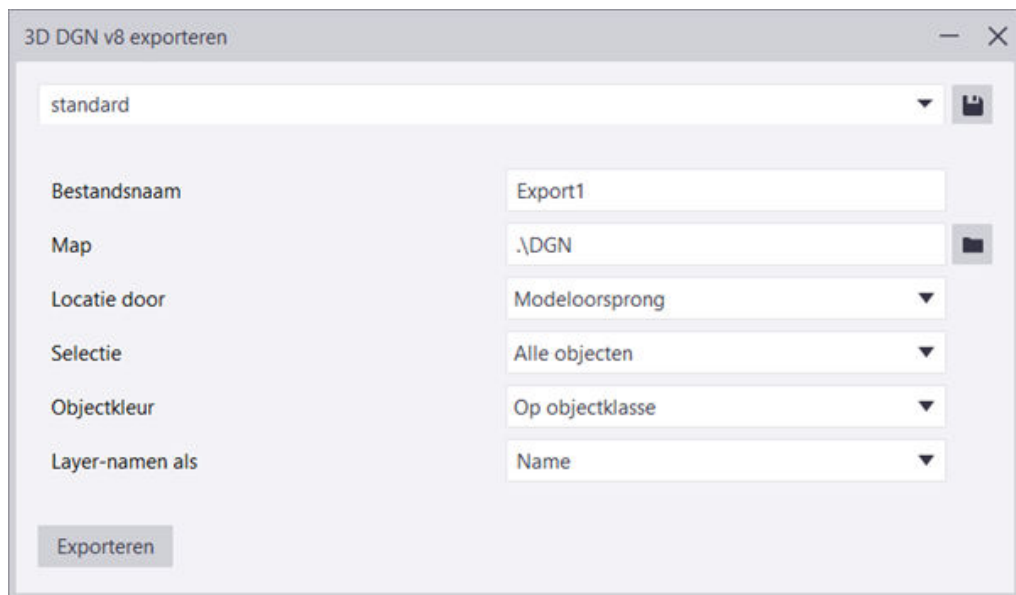 3D DGN v8 exporteren
standard
Bestandsnaam Export1
Map .\DGN
Locatie door Modeloorsprong
Selectie Alle objecten
Objectkleur Op objectklasse
Layer-namen als Name
Exporteren